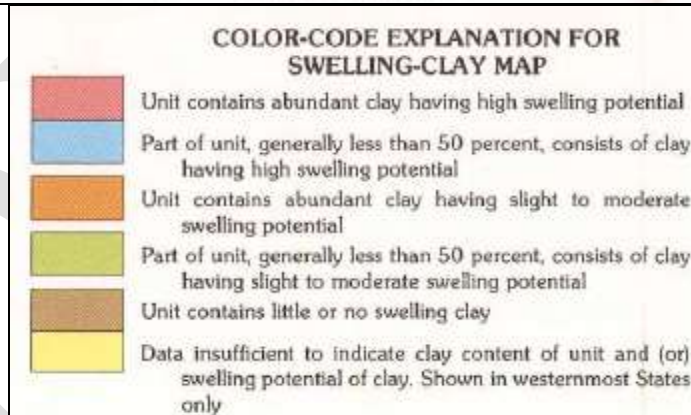 COLOR-CODE EXPLANATION FOR
SWELLING-CLAY MAP
Unit contains abundant clay having high swelling potential
Part of unit, generally less than 50 percent, consists of clay
having high swelling potential
Unit contains abundant clay having slight to moderate
swelling potential
Part of unit, generally less than 50 percent, consists of clay
having slight to moderate swelling potential
Unit contains little or no swelling clay
Data insufficient to indicate clay content of unit and (or)
swelling potential of clay. Shown in westernmost States
only